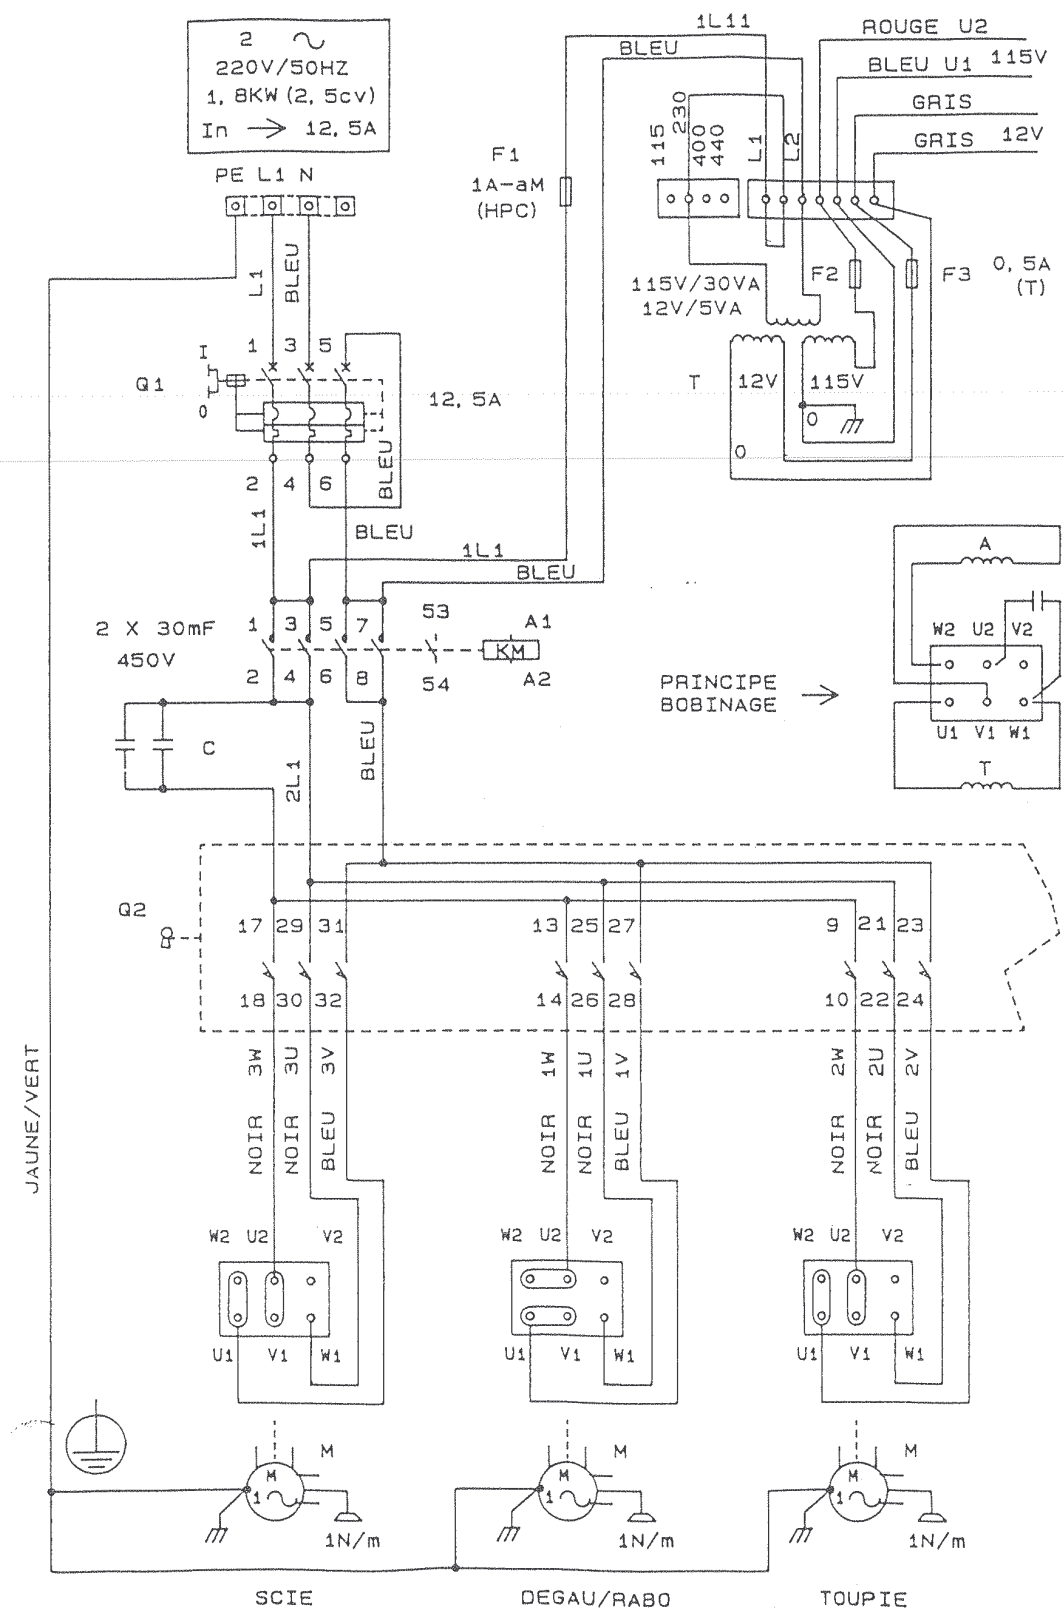 2 ∿
220V/50HZ
1,8KW(2,5cv)
In → 12,5A
PE L1 N
L1
BLEU
1L11
BLEU
F1
1A-aM
(HPC)
ROUGE U2
115V
BLEU U1
GRIS
GRIS
12V
115
230
400
440
L1
L2
115V/30VA
12V/5VA
F2
F3
0,5A
(T)
T
12V
115V
0
0
I
Q1
0
1 3 5
12,5A
BLEU
2 4 6
1L1
BLEU
1L1
BLEU
2 X 30mF
450V
1 3 5 7
53
A1
KM
2 4 6 8
54
A2
C
2L1
BLEU
PRINCIPE
BOBINAGE
A
W2 U2 V2
U1 V1 W1
T
Q2
17 29 31
13 25 27
9 21 23
18 30 32
14 26 28
10 22 24
NOIR 3W
NOIR 3U
BLEU 3V
NOIR 1W
NOIR 1U
BLEU 1V
NOIR 2W
NOIR 2U
BLEU 2V
JAUNE/VERT
W2 U2 V2
W2 U2 V2
W2 U2 V2
U1 V1 W1
U1 V1 W1
U1 V1 W1
M
M
M
M
1
M
1
M
1
1N/m
1N/m
1N/m
SCIE
DEGAU/RABO
TOUPIE